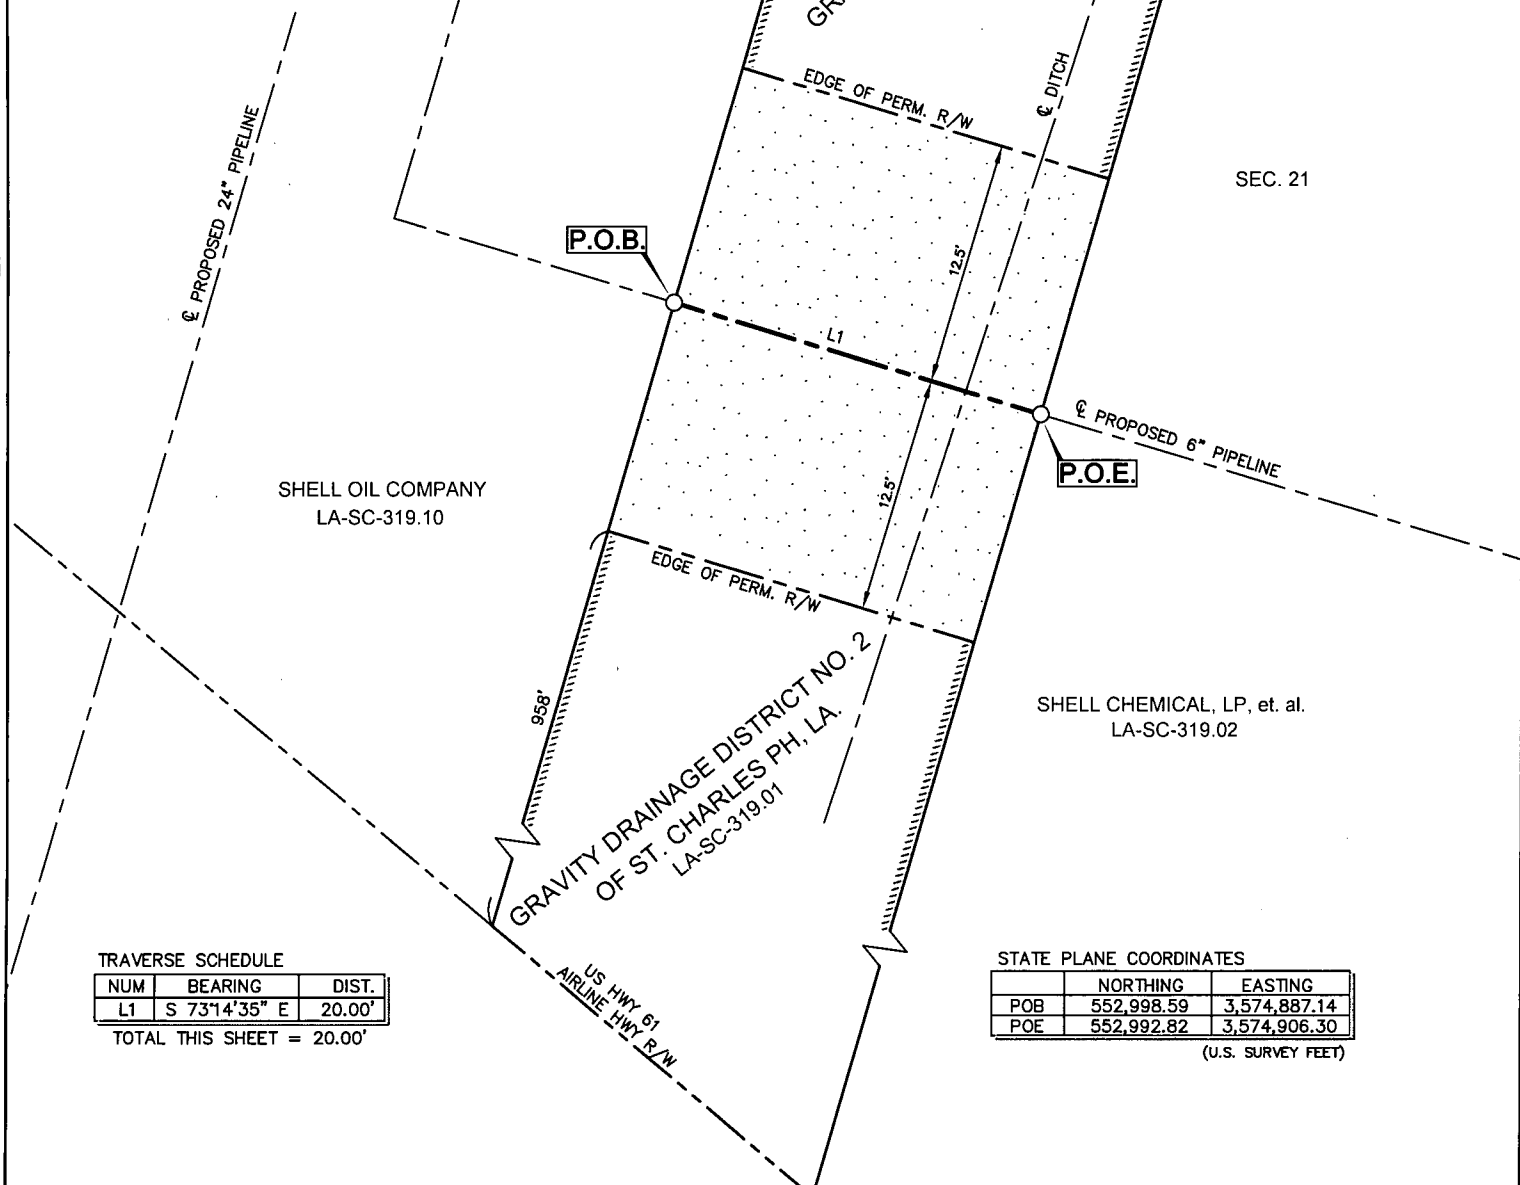 GRA
EDGE OF PERM. R/W
℄ DITCH
℄ PROPOSED 24" PIPELINE
SEC. 21
P.O.B.
12.5'
L1
℄ PROPOSED 6" PIPELINE
P.O.E.
12.5'
SHELL OIL COMPANY
LA-SC-319.10
EDGE OF PERM. R/W
958'
GRAVITY DRAINAGE DISTRICT NO. 2
OF ST. CHARLES PH, LA.
LA-SC-319.01
SHELL CHEMICAL, LP, et. al.
LA-SC-319.02
US HWY 61
AIRLINE HWY R/W
TRAVERSE SCHEDULE
NUM BEARING DIST.
L1 S 73°14'35" E 20.00'
TOTAL THIS SHEET = 20.00'
STATE PLANE COORDINATES
NORTHING EASTING
POB 552,998.59 3,574,887.14
POE 552,992.82 3,574,906.30
(U.S. SURVEY FEET)